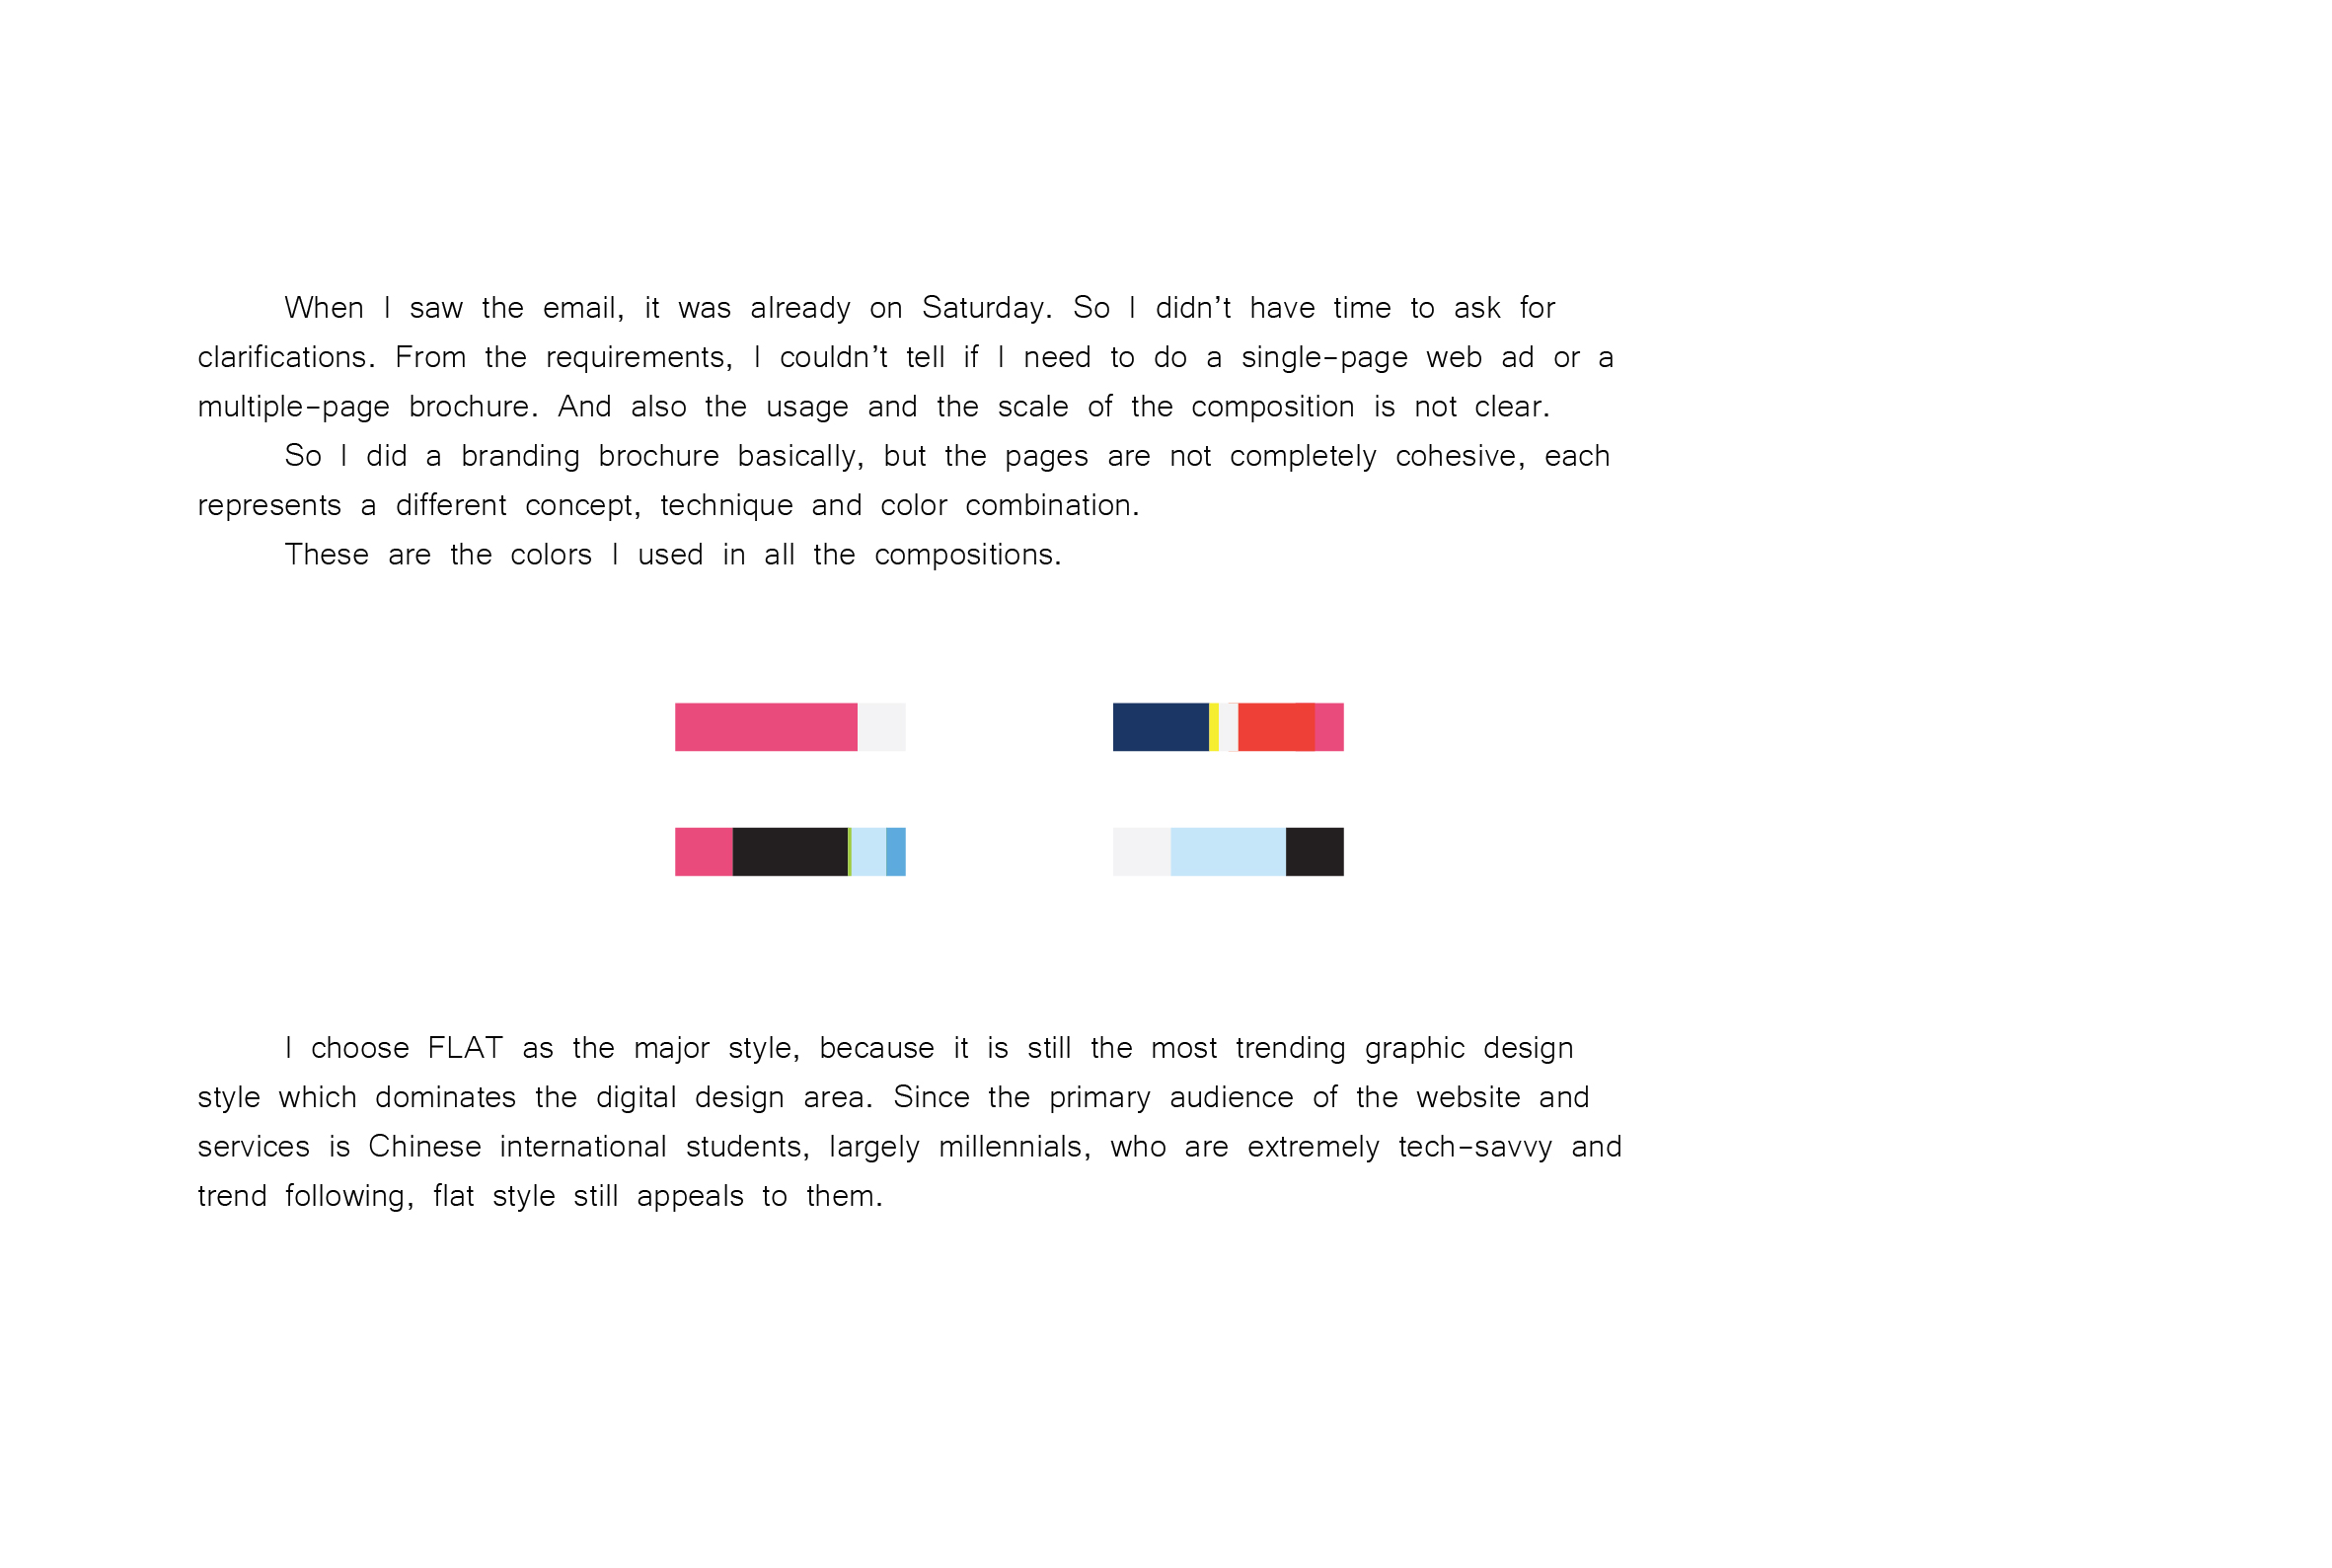 When I saw the email, it was already on Saturday. So I didn’t have time to ask for
clarifications. From the requirements, I couldn’t tell if I need to do a single-page web ad or a
multiple-page brochure. And also the usage and the scale of the composition is not clear.
So I did a branding brochure basically, but the pages are not completely cohesive, each
represents a different concept, technique and color combination.
These are the colors I used in all the compositions.
I choose FLAT as the major style, because it is still the most trending graphic design
style which dominates the digital design area. Since the primary audience of the website and
services is Chinese international students, largely millennials, who are extremely tech-savvy and
trend following, flat style still appeals to them.